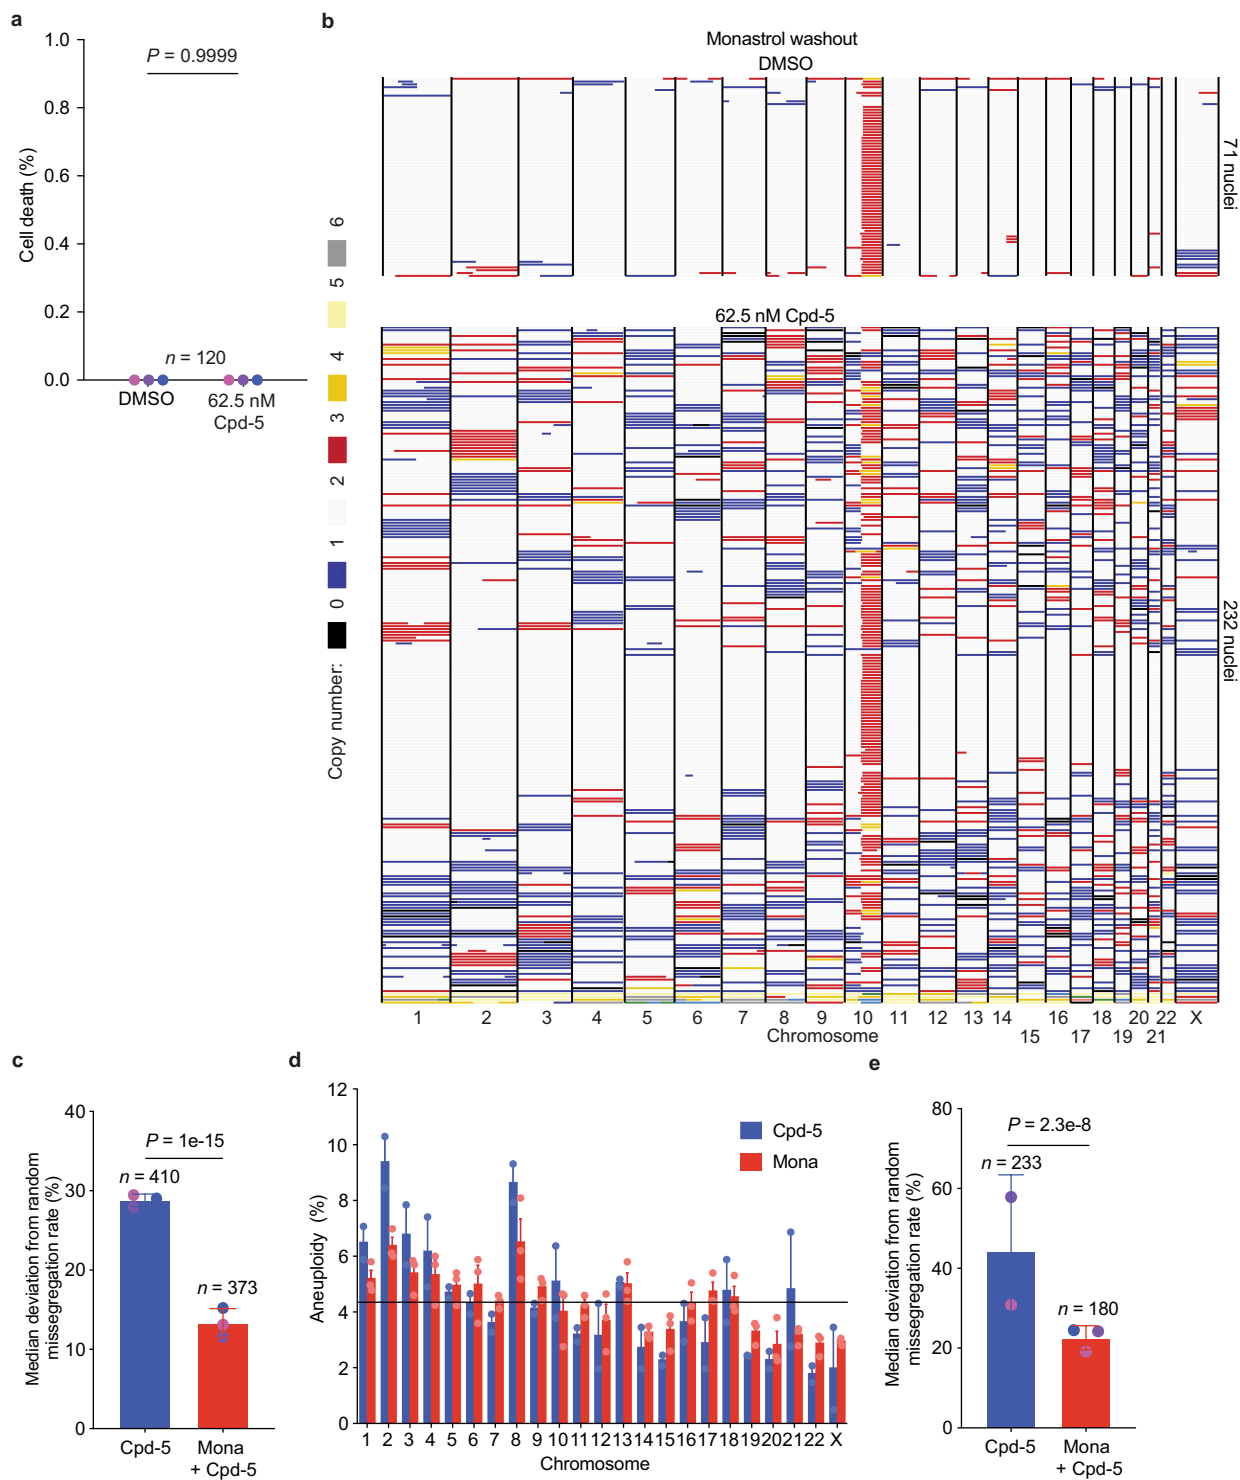 a
1.0
0.8
0.6
0.4
0.2
0.0
Cell death (%)
P = 0.9999
n = 120
DMSO
62.5 nM
Cpd-5
b
Monastrol washout
DMSO
71 nuclei
62.5 nM Cpd-5
232 nuclei
Copy number: 0 1 2 3 4 5 6
1 2 3 4 5 6 7 8 9 10 11 12 13 14 15 16 17 18 19 20 21 22 X
Chromosome
c
40
30
20
10
0
Median deviation from random
missegregation rate (%)
P = 1e-15
n = 410
n = 373
Cpd-5
Mona
+ Cpd-5
d
12
10
8
6
4
2
0
Aneuploidy (%)
Cpd-5
Mona
1 2 3 4 5 6 7 8 9 10 11 12 13 14 15 16 17 18 19 20 21 22 X
Chromosome
e
80
60
40
20
0
Median deviation from random
missegregation rate (%)
P = 2.3e-8
n = 233
n = 180
Cpd-5
Mona
+ Cpd-5